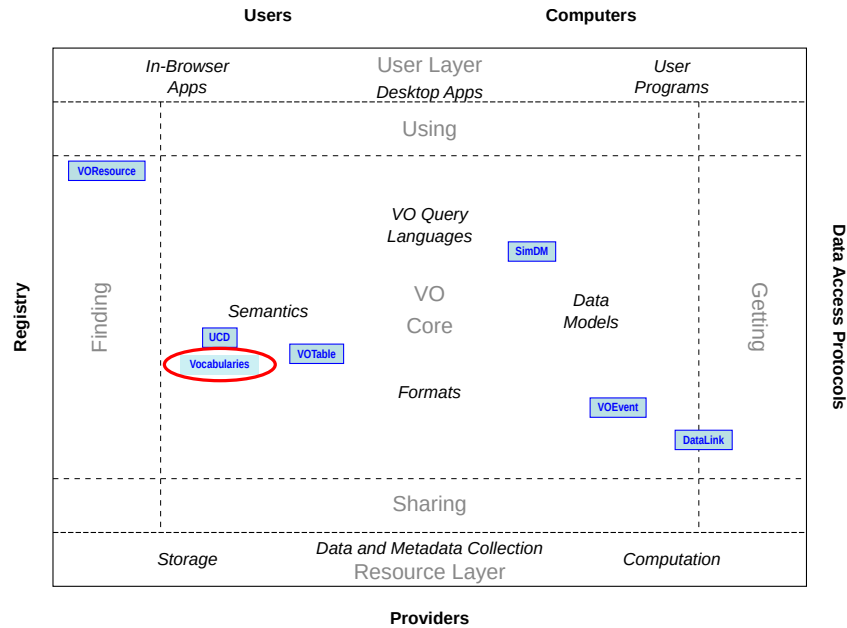 Users
Computers
In-Browser
Apps
User Layer
Desktop Apps
User
Programs
Using
VOResource
VO Query
Languages
SimDM
Registry
Finding
Semantics
UCD
Vocabularies
VOTable
VO
Core
Data
Models
Getting
Data Access Protocols
Formats
VOEvent
DataLink
Sharing
Storage
Data and Metadata Collection
Computation
Resource Layer
Providers